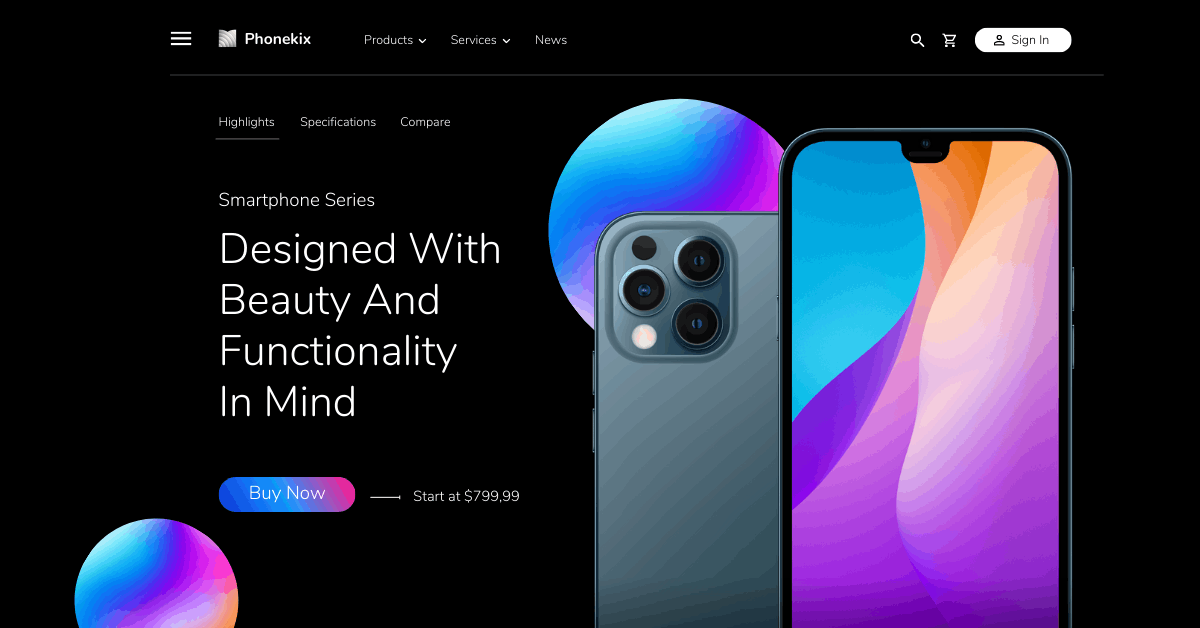 Phonekix
Products
Services
News
Sign In
Highlights
Specifications
Compare
Smartphone Series
Designed With
Beauty And
Functionality
In Mind
Buy Now
Start at $799,99